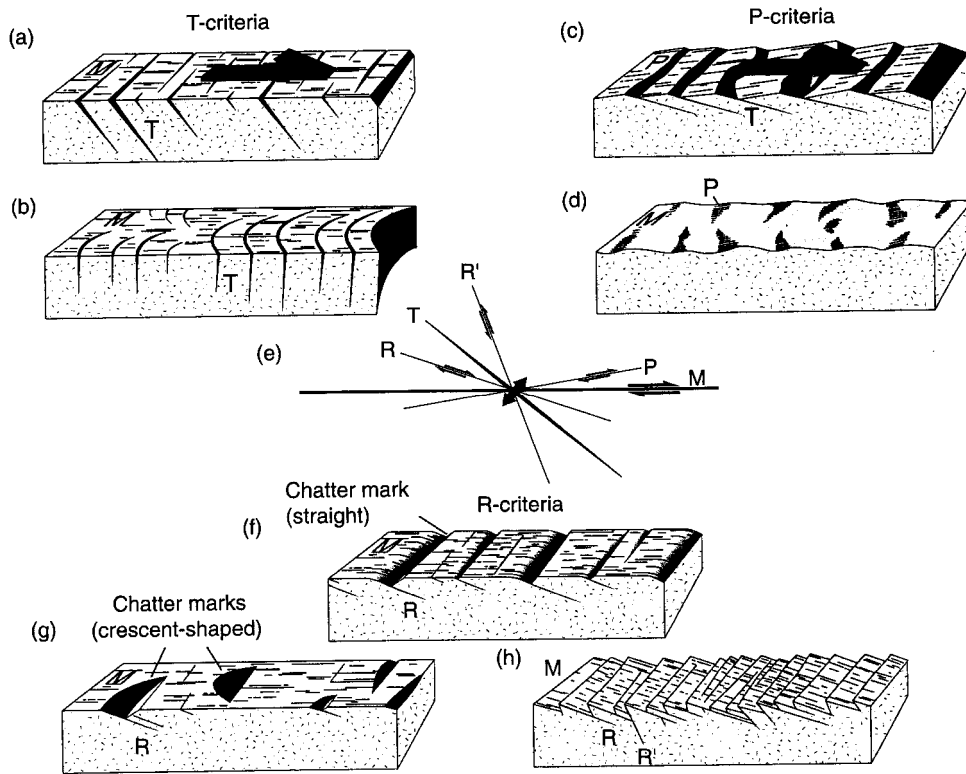 T-criteria
P-criteria
(a)
M
T
(c)
P
T
(b)
M
T
(d)
P
M
(e)
R'
T
R
P
M
(f)
Chatter mark
(straight)
R-criteria
M
R
(g)
Chatter marks
(crescent-shaped)
M
R
(h)
M
R
R'